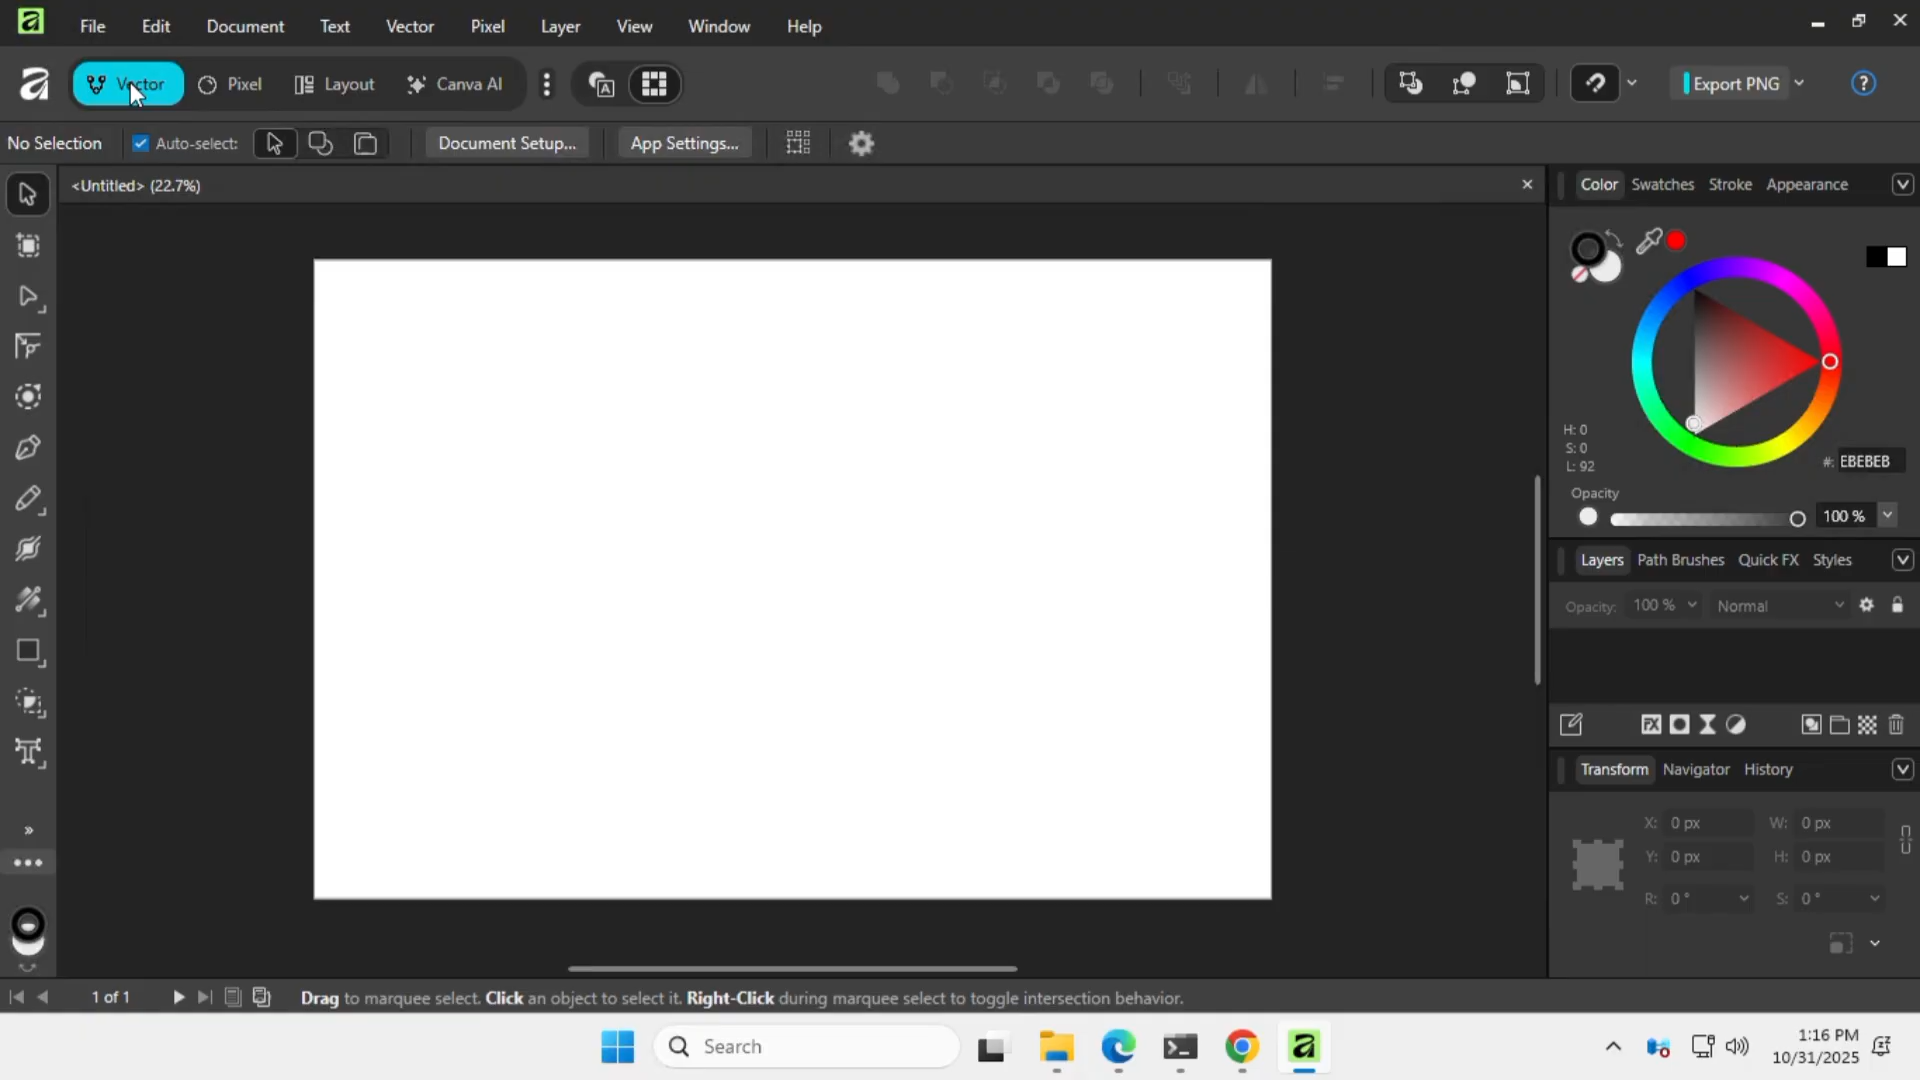 File Edit Document Text Vector Pixel Layer View Window Help
Vector Pixel Layout Canva AI Export PNG
No Selection Auto-select: Document Setup... App Settings...
<Untitled> (22.7%)
Color Swatches Stroke Appearance
H: 0
S: 0
L: 92
#: EBEBEB
Opacity
100 %
Layers Path Brushes Quick FX Styles
Opacity: 100 % Normal
FX
Transform Navigator History
X: 0 px W: 0 px
Y: 0 px H: 0 px
R: 0 ° S: 0 °
1 of 1 Drag to marquee select. Click an object to select it. Right-Click during marquee select to toggle intersection behavior.
Search
1:16 PM
10/31/2025